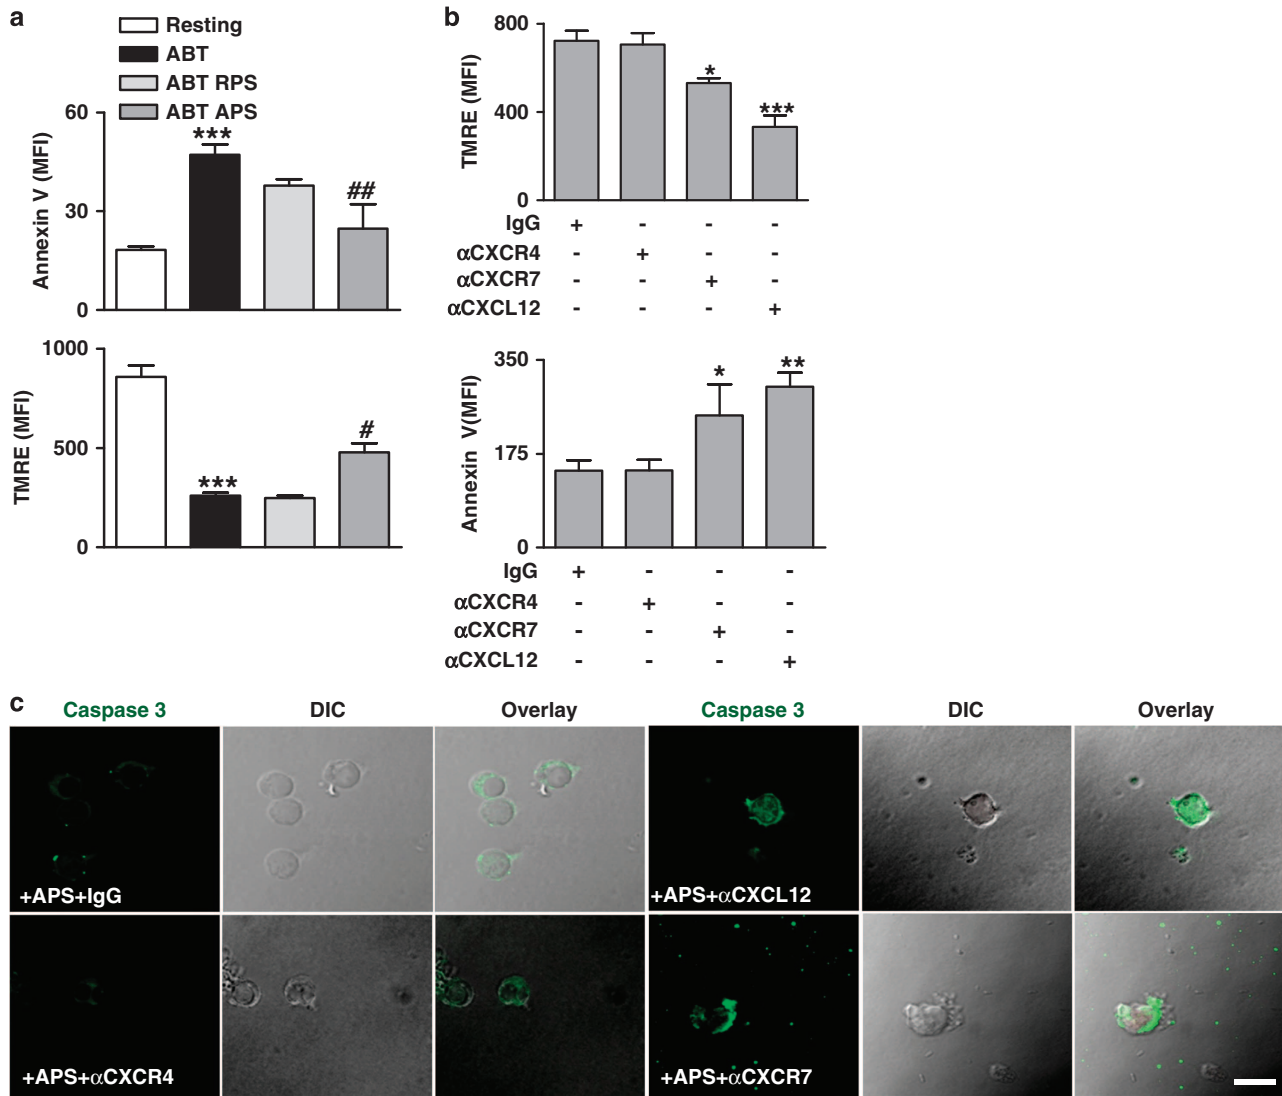 a
Resting
ABT
ABT RPS
ABT APS
60
30
0
Annexin V (MFI)
***
##
1000
500
0
TMRE (MFI)
***
#
b
800
400
0
TMRE (MFI)
*
***
IgG + - - -
αCXCR4 - + - -
αCXCR7 - - + -
αCXCL12 - - - +
350
175
0
Annexin V(MFI)
*
**
IgG + - - -
αCXCR4 - + - -
αCXCR7 - - + -
αCXCL12 - - - +
c
Caspase 3 DIC Overlay Caspase 3 DIC Overlay
+APS+IgG +APS+αCXCL12
+APS+αCXCR4 +APS+αCXCR7